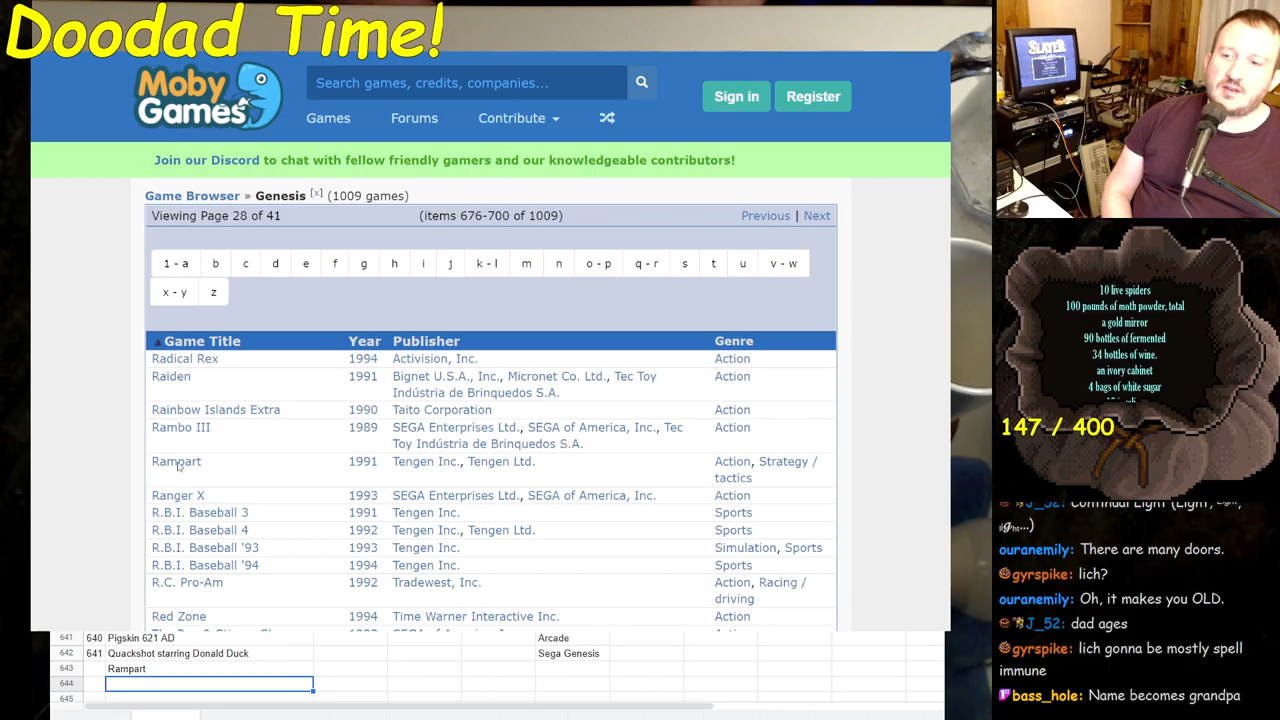 Doodad Time!
Moby
Games
Search games, credits, companies...
Games
Forums
Contribute
Sign in
Register
Join our Discord to chat with fellow friendly gamers and our knowledgeable contributors!
Game Browser » Genesis [x] (1009 games)
Viewing Page 28 of 41 (items 676-700 of 1009) Previous | Next
1 - a b c d e f g h i j k - l m n o - p q - r s t u v - w
x - y z
Game Title Year Publisher Genre
Radical Rex 1994 Activision, Inc. Action
Raiden 1991 Bignet U.S.A., Inc., Micronet Co. Ltd., Tec Toy Action
Indústria de Brinquedos S.A.
Rainbow Islands Extra 1990 Taito Corporation Action
Rambo III 1989 SEGA Enterprises Ltd., SEGA of America, Inc., Tec Action
Toy Indústria de Brinquedos S.A.
Rampart 1991 Tengen Inc., Tengen Ltd. Action, Strategy /
tactics
Ranger X 1993 SEGA Enterprises Ltd., SEGA of America, Inc. Action
R.B.I. Baseball 3 1991 Tengen Inc. Sports
R.B.I. Baseball 4 1992 Tengen Inc., Tengen Ltd. Sports
R.B.I. Baseball '93 1993 Tengen Inc. Simulation, Sports
R.B.I. Baseball '94 1994 Tengen Inc. Sports
R.C. Pro-Am 1992 Tradewest, Inc. Action, Racing /
driving
Red Zone 1994 Time Warner Interactive Inc. Action
641 640 Pigskin 621 AD Arcade
642 641 Quackshot starring Donald Duck Sega Genesis
643 Rampart
644
645
SLAYER
10 live spiders
100 pounds of moth powder, total
a gold mirror
90 bottles of fermented
34 bottles of wine.
an ivory cabinet
4 bags of white sugar
147 / 400
J_52: Continual Light (Light, Light,
light...)
ouranemily: There are many doors.
gyrspike: lich?
ouranemily: Oh, it makes you OLD.
J_52: dad ages
gyrspike: lich gonna be mostly spell
immune
bass_hole: Name becomes grandpa